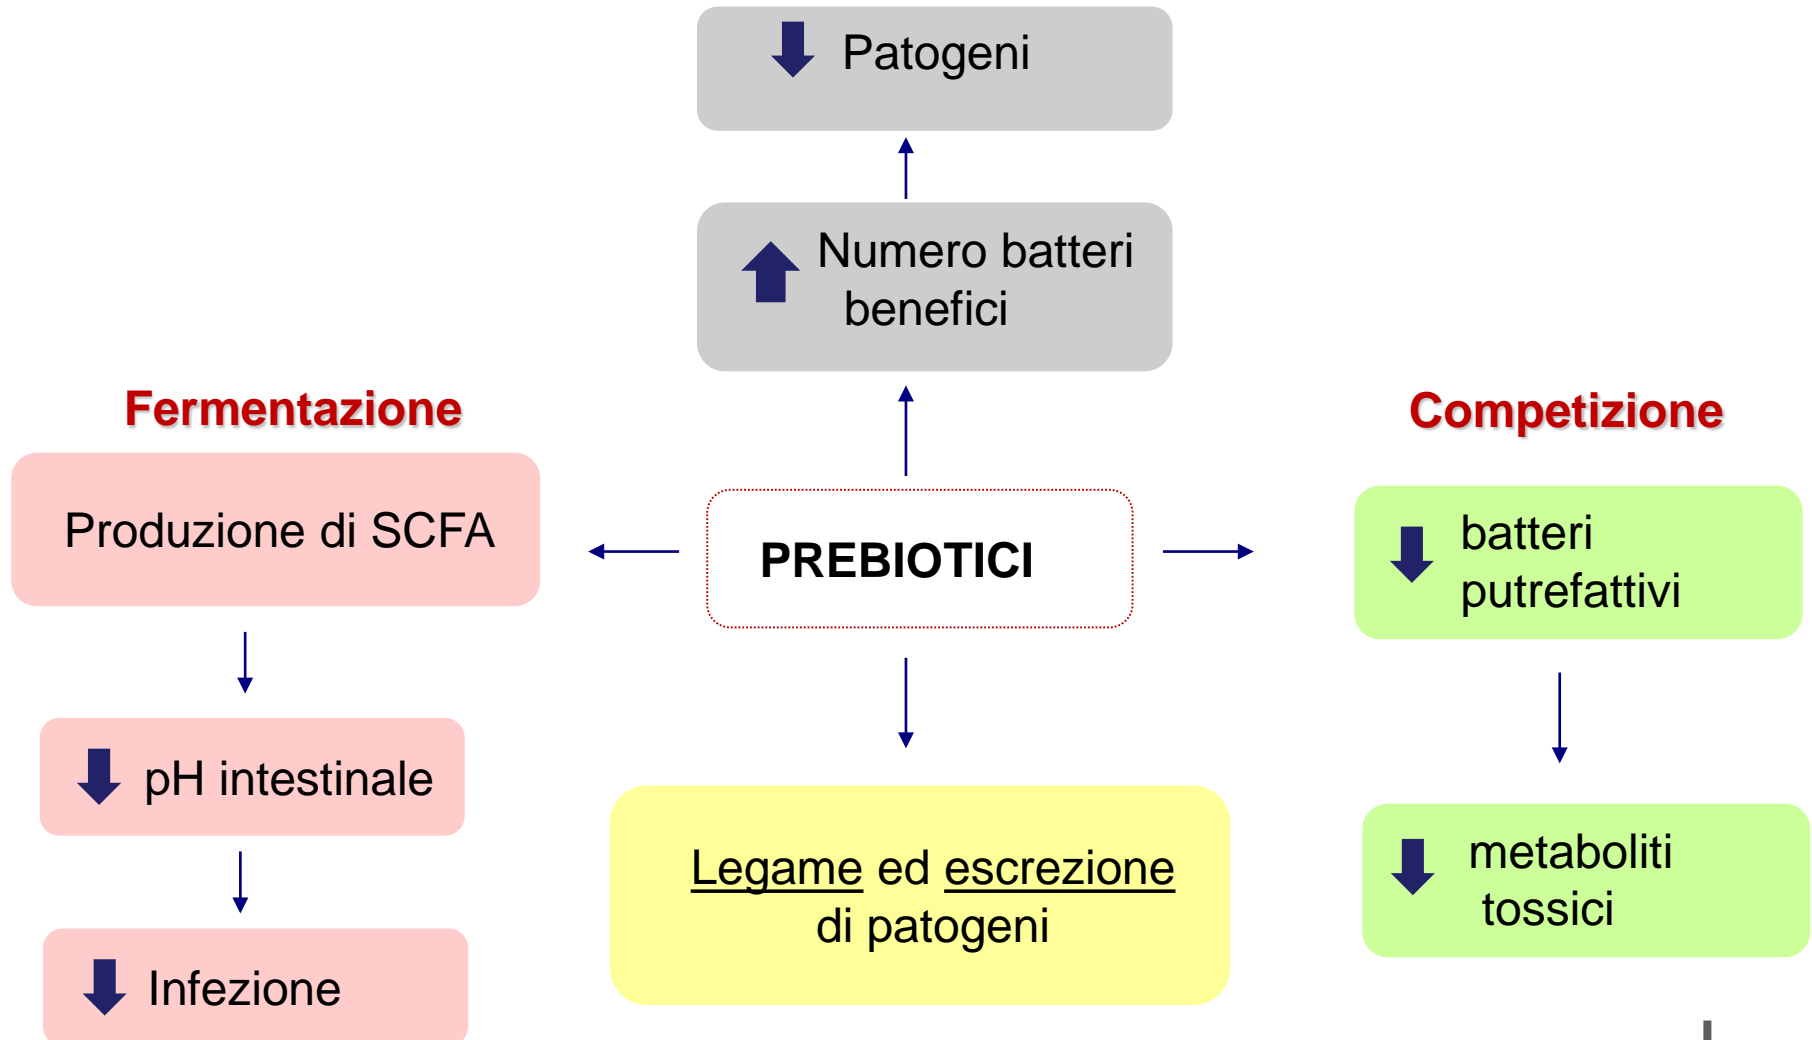 Patogeni
Numero batteri
benefici
Fermentazione
Competizione
Produzione di SCFA
PREBIOTICI
batteri
putrefattivi
pH intestinale
Legame ed escrezione
di patogeni
metaboliti
tossici
Infezione